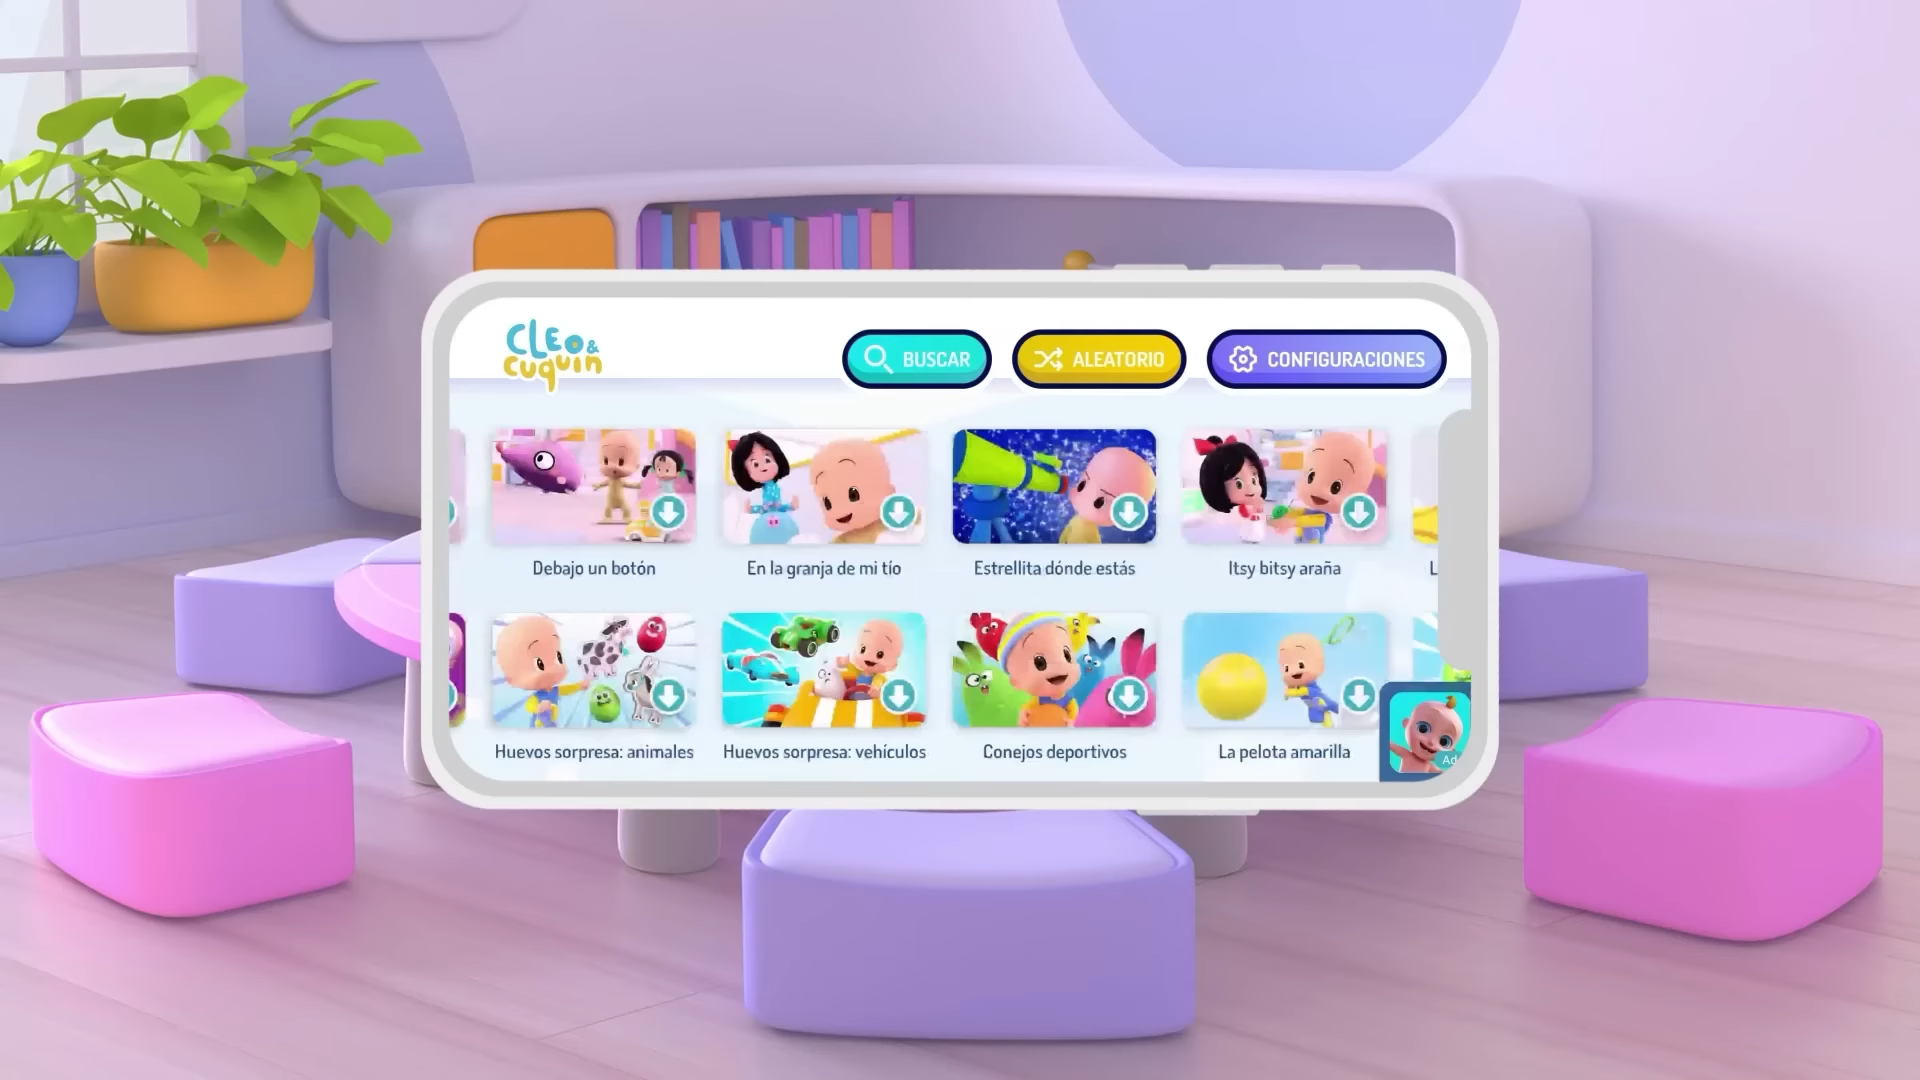 CLEO &
CUQUIN
BUSCAR
ALEATORIO
CONFIGURACIONES
Debajo un botón
En la granja de mi tío
Estrellita dónde estás
Itsy bitsy araña
L
Huevos sorpresa: animales
Huevos sorpresa: vehículos
Conejos deportivos
La pelota amarilla
Ad